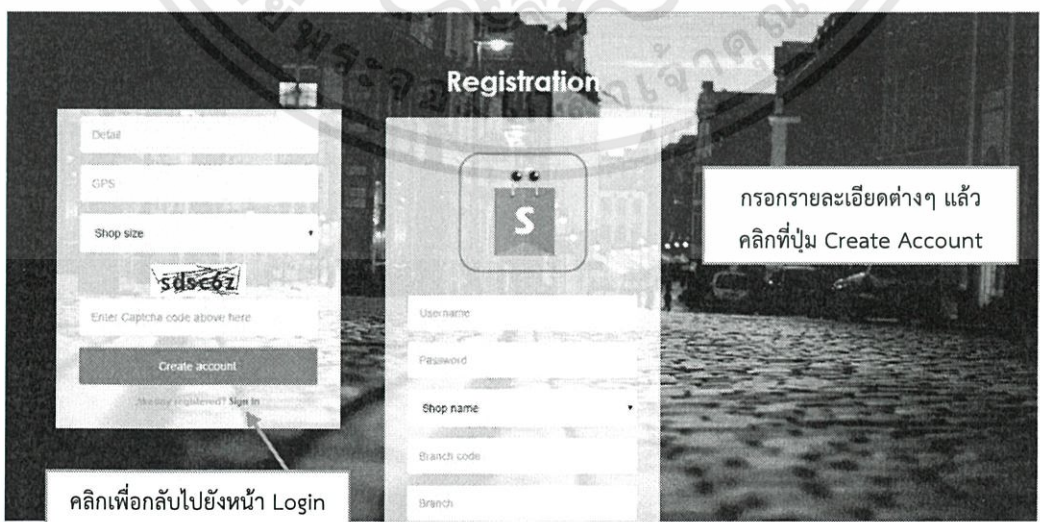 Registration
Detail
GPS
Shop size
sdsc6z
Enter Captcha code above here
Create account
Already registered? Sign in
คลิกเพื่อกลับไปยังหน้า Login
S
Username
Password
Shop name
Branch code
Branch
กรอกรายละเอียดต่างๆ แล้ว
คลิกที่ปุ่ม Create Account